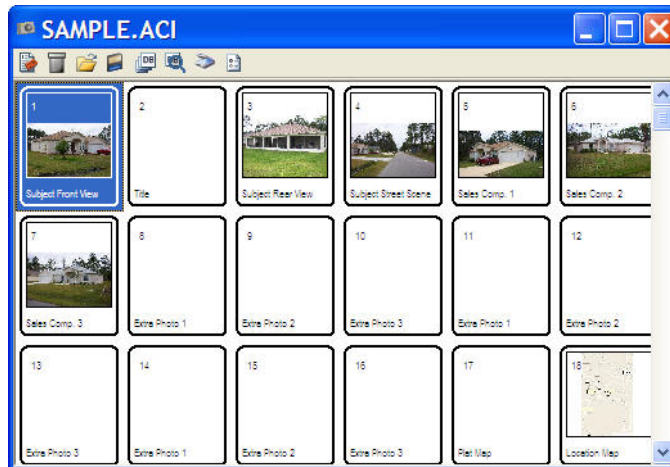 SAMPLE.ACI
DB
1 2 3 4 5 6
Subject Front View Title Subject Rear View Subject Street Scene Sales Comp. 1 Sales Comp. 2
7 8 9 10 11 12
Sales Comp. 3 Extra Photo 1 Extra Photo 2 Extra Photo 3 Extra Photo 1 Extra Photo 2
13 14 15 16 17 18
Extra Photo 3 Extra Photo 1 Extra Photo 2 Extra Photo 3 Plat Map Location Map